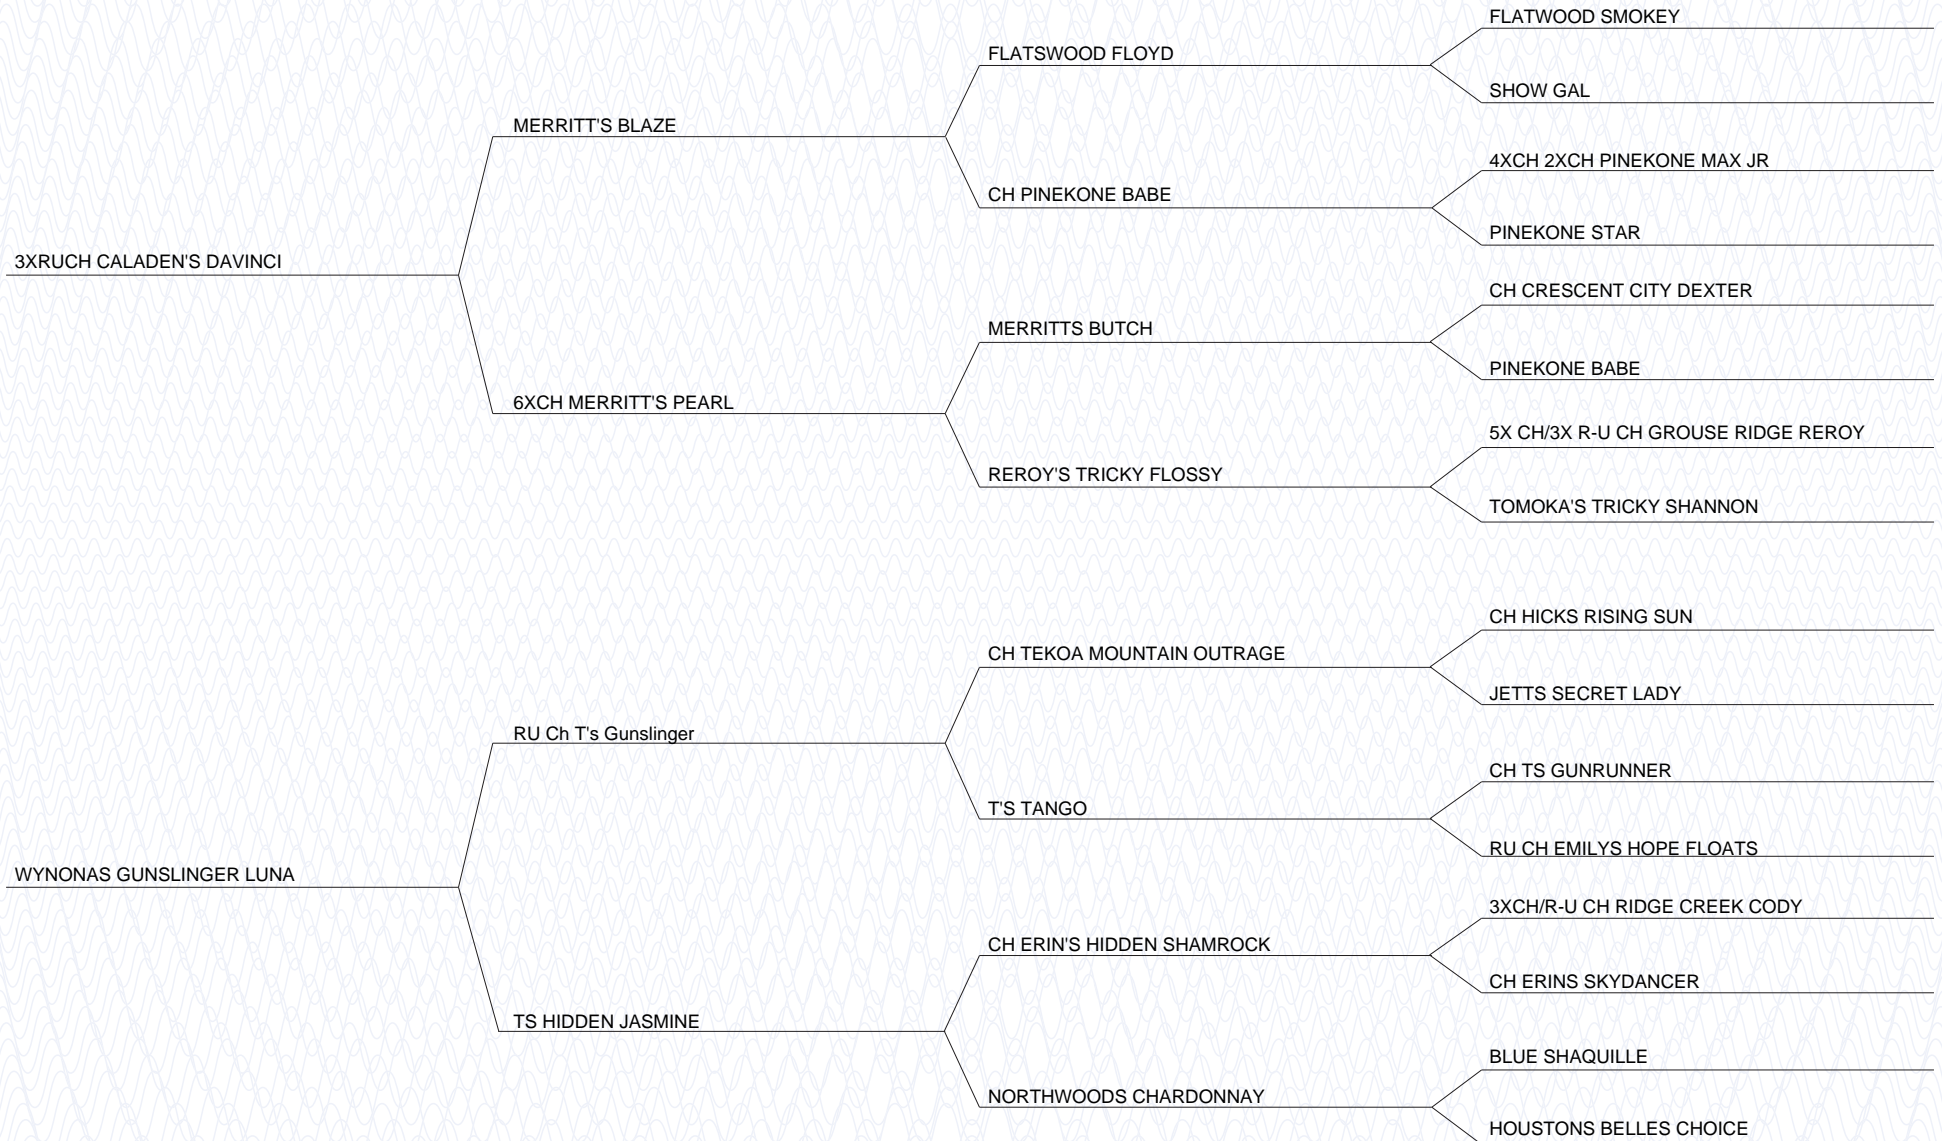 FLATWOOD SMOKEY
FLATSWOOD FLOYD
SHOW GAL
MERRITT'S BLAZE
4XCH 2XCH PINEKONE MAX JR
CH PINEKONE BABE
PINEKONE STAR
3XRUCH CALADEN'S DAVINCI
CH CRESCENT CITY DEXTER
MERRITTS BUTCH
PINEKONE BABE
6XCH MERRITT'S PEARL
5X CH/3X R-U CH GROUSE RIDGE REROY
REROY'S TRICKY FLOSSY
TOMOKA'S TRICKY SHANNON
CH HICKS RISING SUN
CH TEKOA MOUNTAIN OUTRAGE
JETTS SECRET LADY
RU Ch T's Gunslinger
CH TS GUNRUNNER
T'S TANGO
RU CH EMILYS HOPE FLOATS
WYNONAS GUNSLINGER LUNA
3XCH/R-U CH RIDGE CREEK CODY
CH ERIN'S HIDDEN SHAMROCK
CH ERINS SKYDANCER
TS HIDDEN JASMINE
BLUE SHAQUILLE
NORTHWOODS CHARDONNAY
HOUSTONS BELLES CHOICE